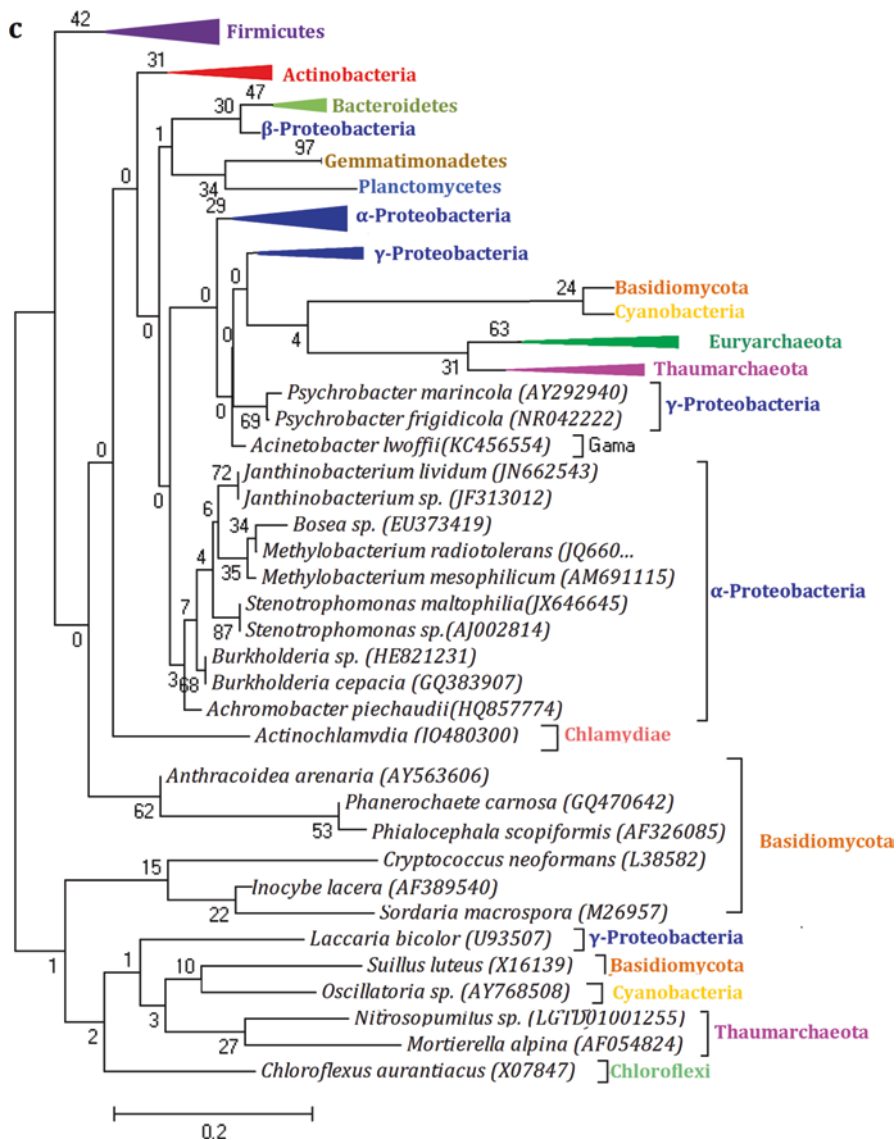 c
42
Firmicutes
31
Actinobacteria
47
30
Bacteroidetes
β-Proteobacteria
1
97
Gemmatimonadetes
34
Planctomycetes
0
29
α-Proteobacteria
γ-Proteobacteria
0
24
Basidiomycota
Cyanobacteria
0
0
0
4
63
Euryarchaeota
31
Thaumarchaeota
Psychrobacter marincola (AY292940)
γ-Proteobacteria
0
69
Psychrobacter frigidicola (NR042222)
Acinetobacter lwoffii(KC456554)
Gama
0
72
Janthinobacterium lividum (JN662543)
0
Janthinobacterium sp. (JF313012)
6
34
Bosea sp. (EU373419)
4
Methylobacterium radiotolerans (JQ660...
35
Methylobacterium mesophilicum (AM691115)
α-Proteobacteria
7
Stenotrophomonas maltophilia(JX646645)
0
87
Stenotrophomonas sp.(AJ002814)
Burkholderia sp. (HE821231)
3
68
Burkholderia cepacia (GQ383907)
Achromobacter piechaudii(HQ857774)
Actinochlamydia (JQ480300)
Chlamydiae
Anthracoidea arenaria (AY563606)
62
Phanerochaete carnosa (GQ470642)
53
Phialocephala scopiformis (AF326085)
Basidiomycota
15
Cryptococcus neoformans (L38582)
Inocybe lacera (AF389540)
22
Sordaria macrospora (M26957)
1
1
Laccaria bicolor (U93507)
γ-Proteobacteria
10
Suillus luteus (X16139)
Basidiomycota
Oscillatoria sp. (AY768508)
Cyanobacteria
3
Nitrosopumilus sp. (LGTD01001255)
Thaumarchaeota
2
27
Mortierella alpina (AF054824)
Chloroflexus aurantiacus (X07847)
Chloroflexi
0.2